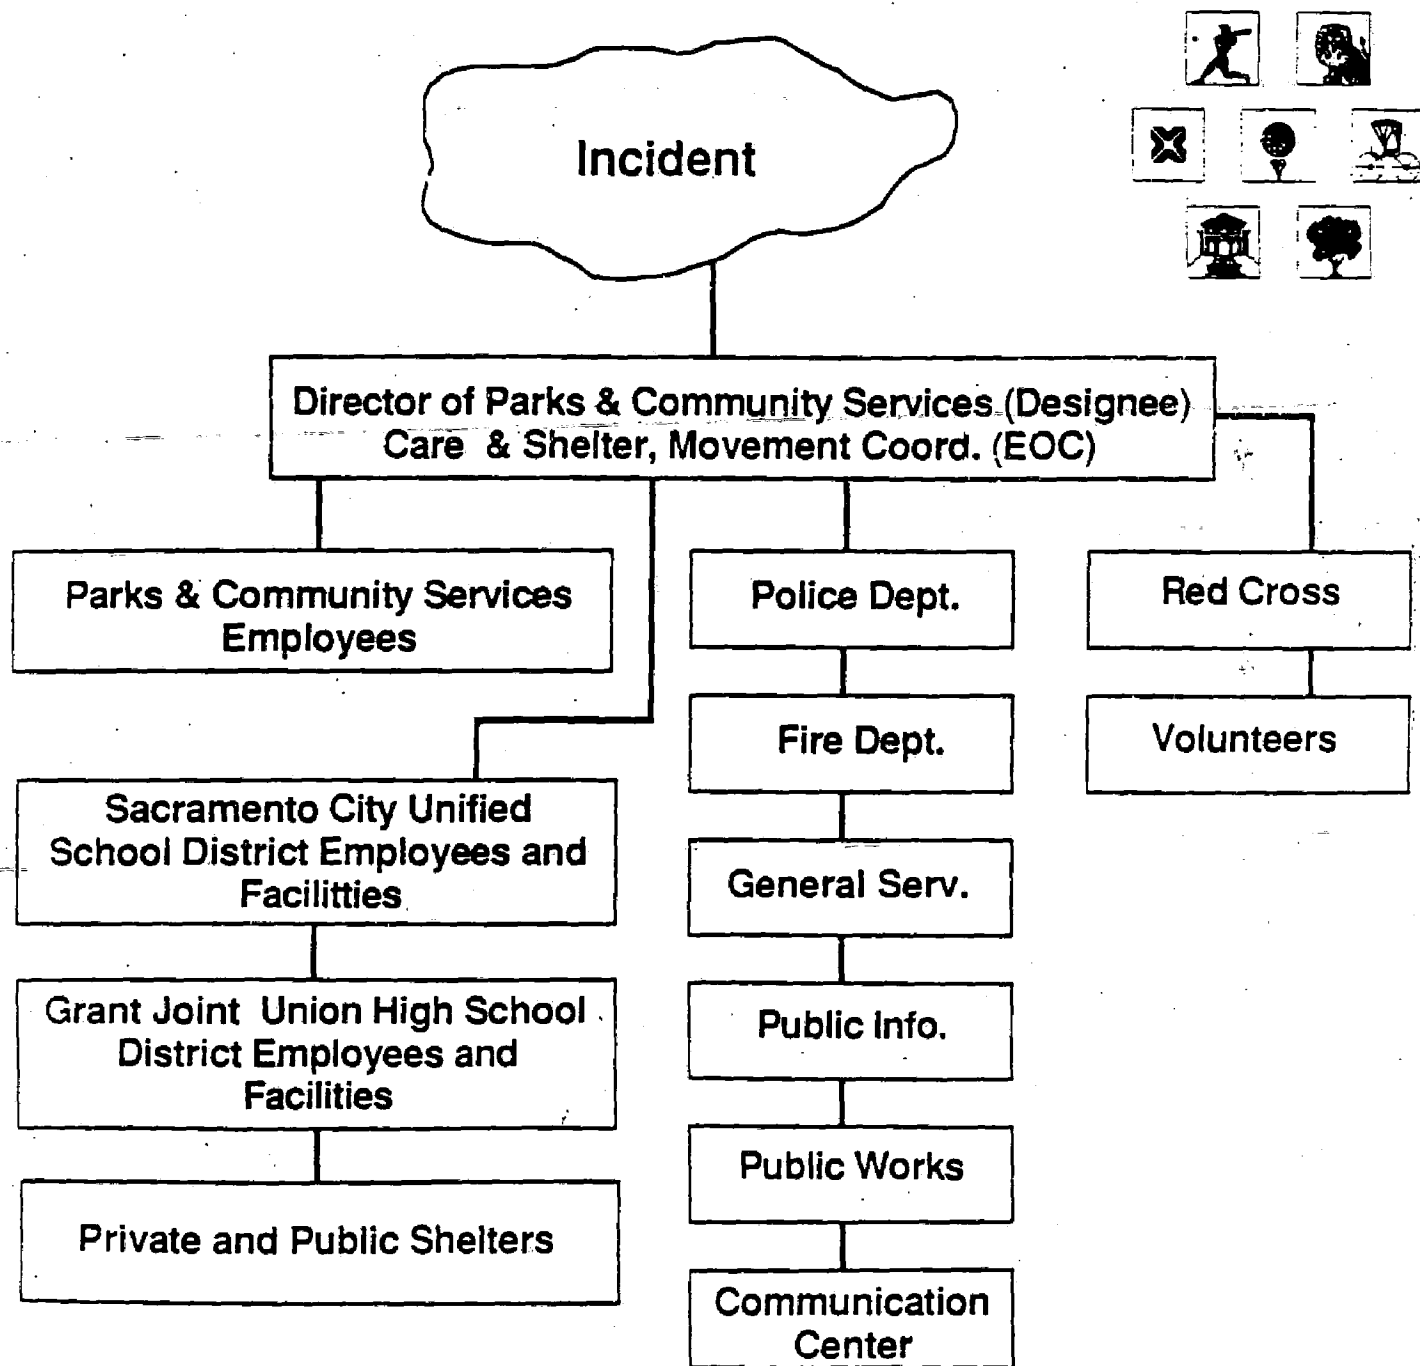 Incident
Director of Parks & Community Services (Designee)
Care & Shelter, Movement Coord. (EOC)
Parks & Community Services
Employees
Sacramento City Unified
School District Employees and
Facilitties
Grant Joint Union High School
District Employees and
Facilities
Private and Public Shelters
Police Dept.
Fire Dept.
General Serv.
Public Info.
Public Works
Communication
Center
Red Cross
Volunteers